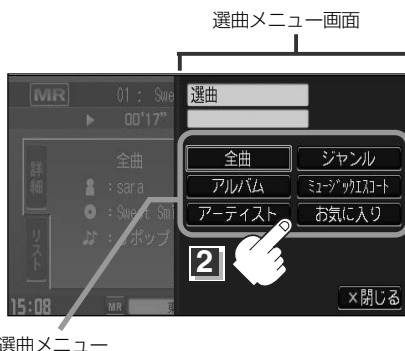 選曲メニュー画面
MR 01 : Swe
選曲
▶ 00'17"
全曲
全曲 ジャンル
詳細
: sara
アルバム ミュージックエスコート
: Sweet Smi
アーティスト お気に入り
リスト
: Jポップ
2
×閉じる
15:08 MR
選曲メニュー